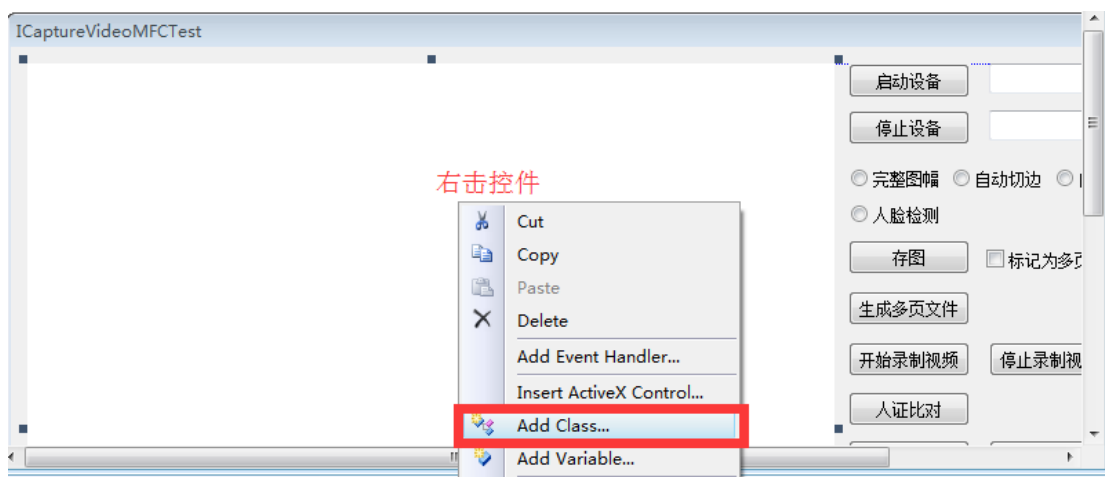 ICaptureVideoMFCTest
启动设备
停止设备
右击控件
完整图幅 自动切边
人脸检测
Cut
Copy
Paste
Delete
Add Event Handler...
Insert ActiveX Control...
Add Class...
Add Variable...
存图 标记为多页
生成多页文件
开始录制视频 停止录制视
人证比对